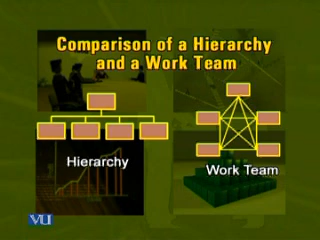 Comparison of a Hierarchy
and a Work Team
Hierarchy
Work Team
VU